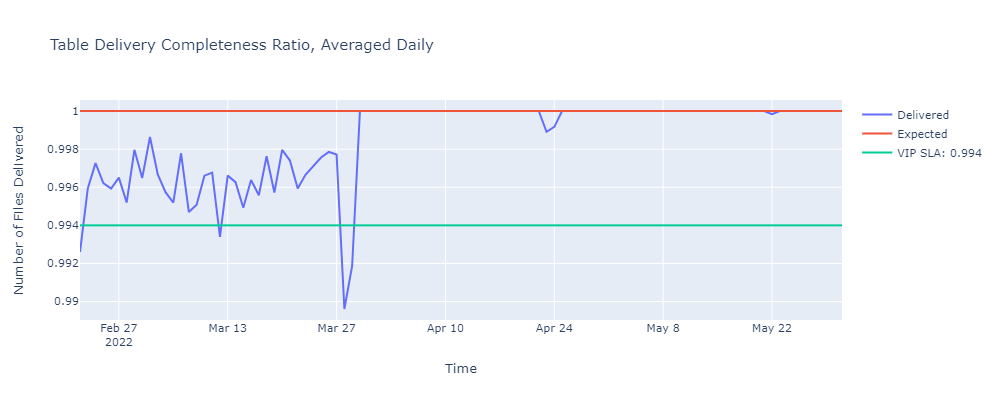 Table Delivery Completeness Ratio, Averaged Daily
Number of FIles Delivered
1
0.998
0.996
0.994
0.992
0.99
Feb 27
2022
Mar 13
Mar 27
Apr 10
Apr 24
May 8
May 22
Time
Delivered
Expected
VIP SLA: 0.994